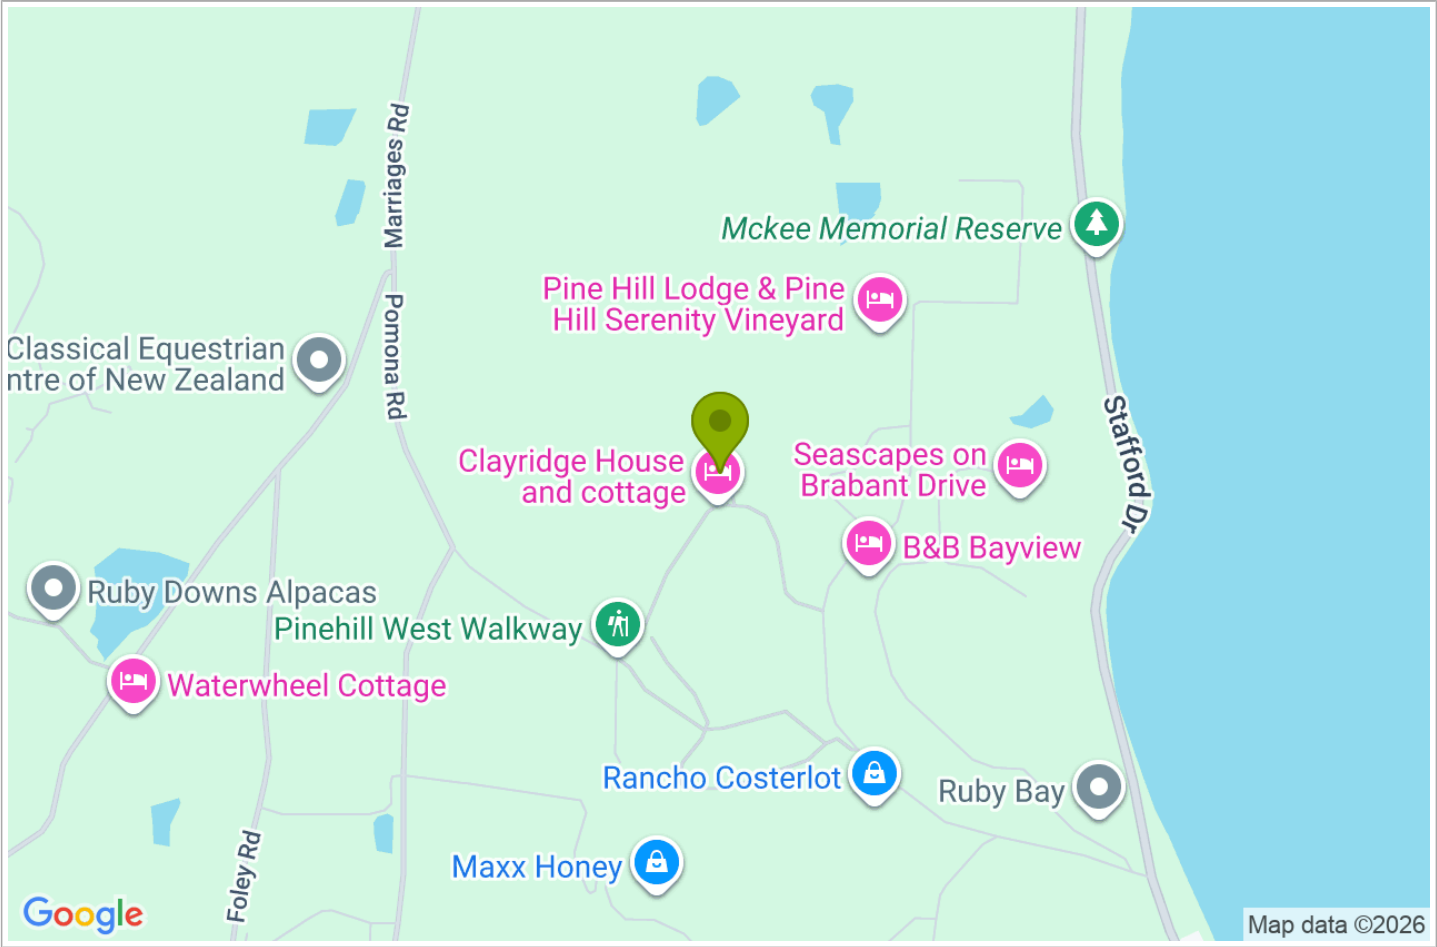 Marriages Rd
Mckee Memorial Reserve
Pine Hill Lodge & Pine
Hill Serenity Vineyard
Pomona Rd
Classical Equestrian
ntre of New Zealand
Stafford Dr
Clayridge House
and cottage
Seascapes on
Brabant Drive
B&B Bayview
Ruby Downs Alpacas
Pinehill West Walkway
Waterwheel Cottage
Rancho Costerlot
Ruby Bay
Maxx Honey
Foley Rd
Google
Map data ©2026